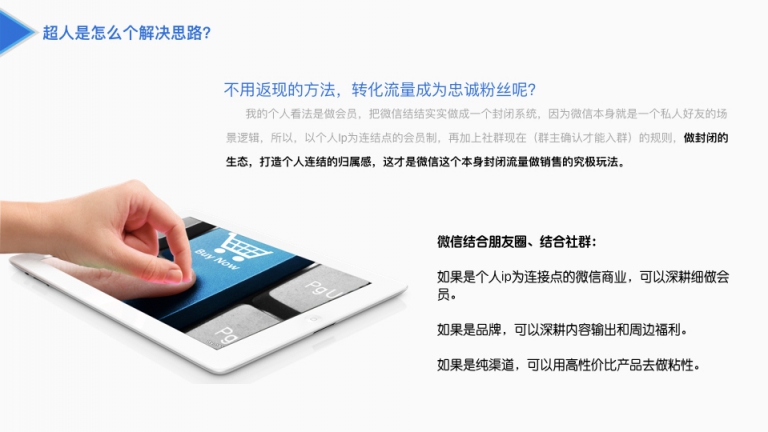 超人是怎么个解决思路？
不用返现的方法，转化流量成为忠诚粉丝呢？
我的个人看法是做会员，把微信结结实实做成一个封闭系统，因为微信本身就是一个私人好友的场
景逻辑，所以，以个人Ip为连结点的会员制，再加上社群现在（群主确认才能入群）的规则，做封闭的
生态，打造个人连结的归属感，这才是微信这个本身封闭流量做销售的究极玩法。
Buy Now
PgU
Pg
微信结合朋友圈、结合社群：
如果是个人ip为连接点的微信商业，可以深耕细做会
员。
如果是品牌，可以深耕内容输出和周边福利。
如果是纯渠道，可以用高性价比产品去做粘性。